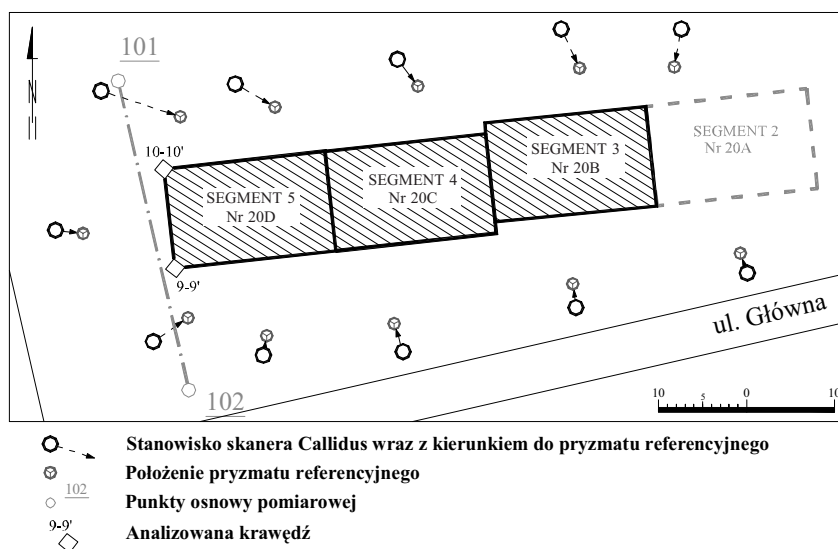 101
N
SEGMENT 2
Nr 20A
SEGMENT 3
Nr 20B
10-10'
SEGMENT 4
Nr 20C
SEGMENT 5
Nr 20D
9-9'
ul. Główna
102
10 5 0 10
Stanowisko skanera Callidus wraz z kierunkiem do pryzmatu referencyjnego
Położenie pryzmatu referencyjnego
102 Punkty osnowy pomiarowej
9-9' Analizowana krawędź